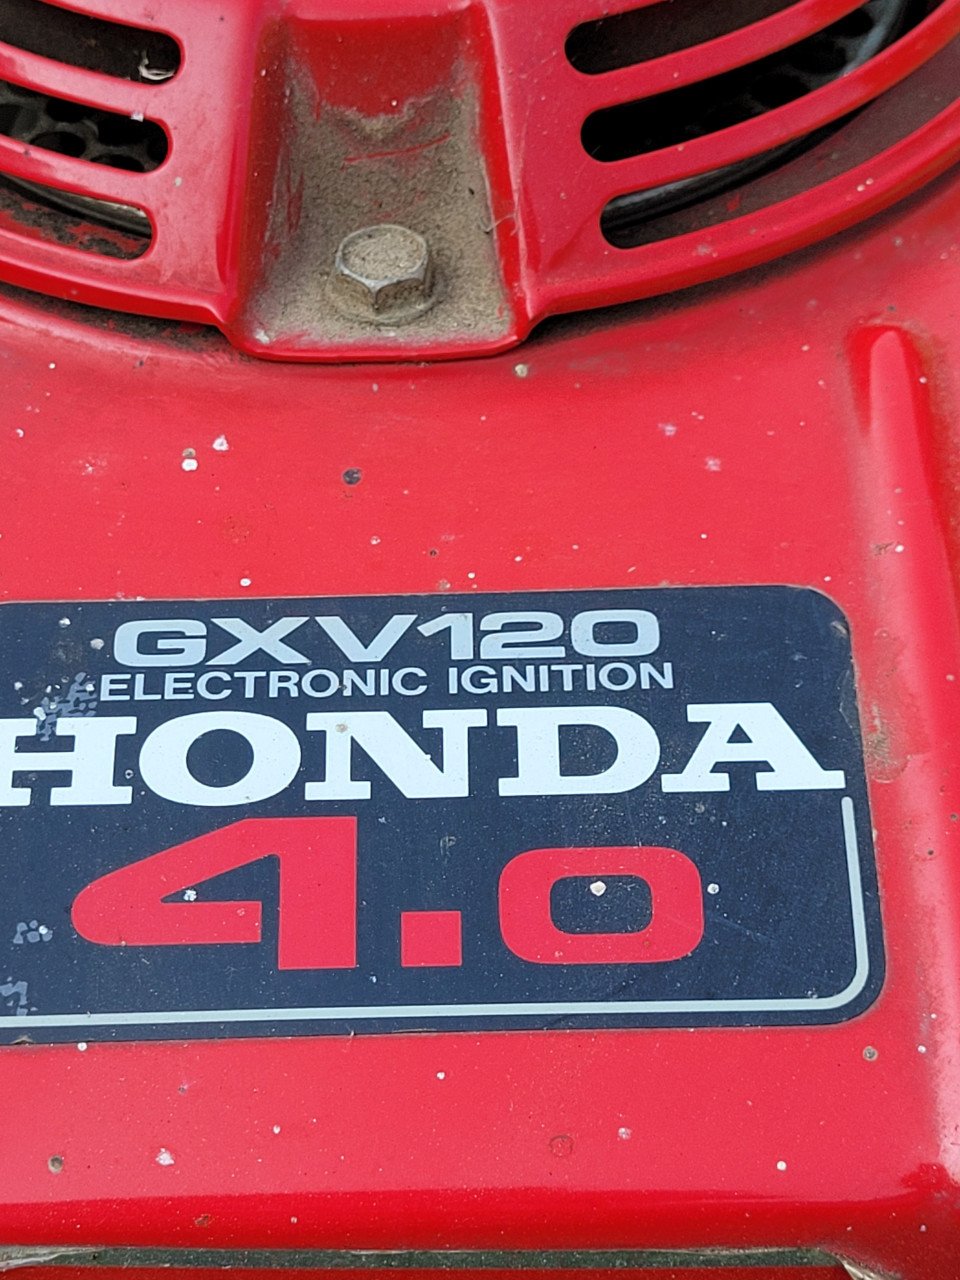 GXV120
ELECTRONIC IGNITION
HONDA
4.0